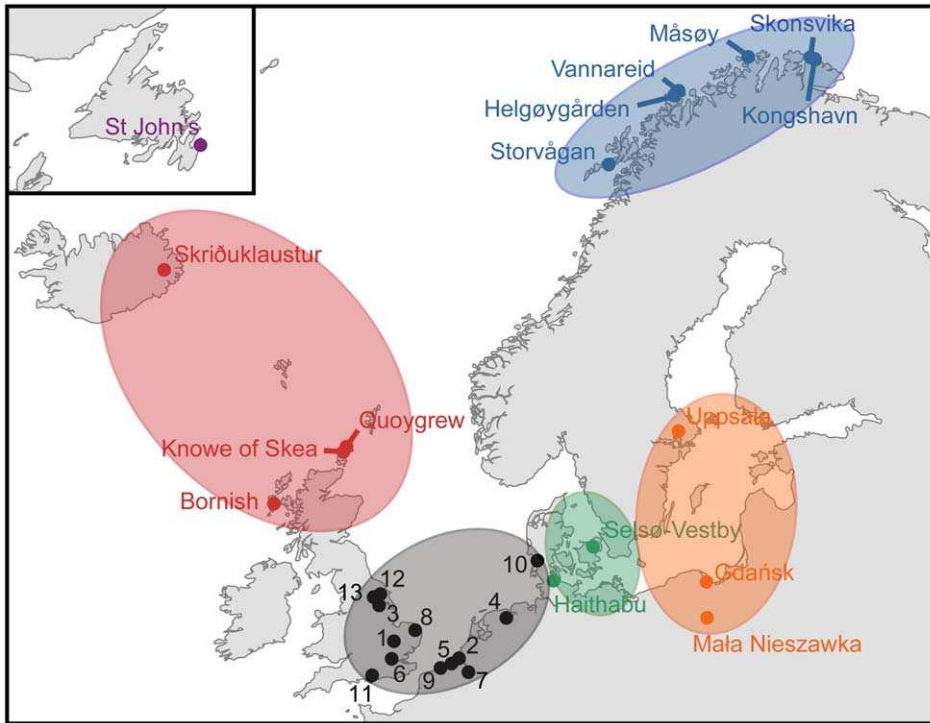 St John's
Måsøy
Skonsvika
Vannareid
Helgøygården
Kongshavn
Storvågan
Skriðuklaustur
Quoygrew
Knowe of Skea
Bornish
Uppsala
Selsø-Vestby
Haithabu
Gdańsk
Mała Nieszawka
10
12
13
3
8
4
1
6
5
2
9
7
11